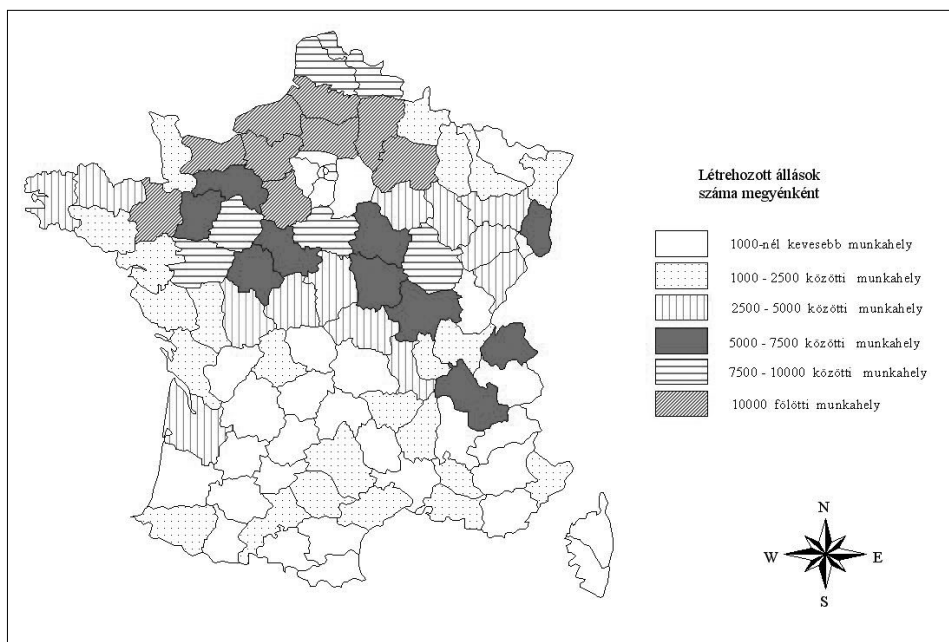 Létrehozott állások
száma megyénként
1000-nél kevesebb munkahely
1000 - 2500 közötti munkahely
2500 - 5000 közötti munkahely
5000 - 7500 közötti munkahely
7500 - 10000 közötti munkahely
10000 fölötti munkahely
N
W E
S